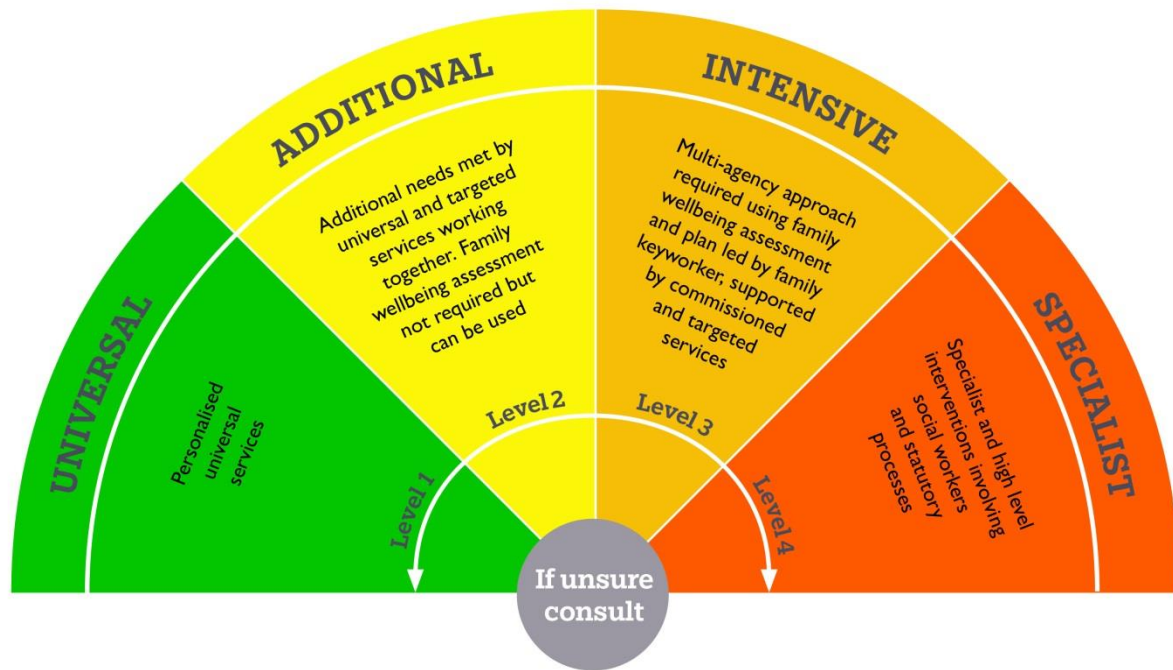 UNIVERSAL
Personalised
universal
services
Level 1
ADDITIONAL
Additional needs met by
universal and targeted
services working
together. Family
wellbeing assessment
not required but
can be used
Level 2
INTENSIVE
Multi-agency approach
required using family
wellbeing assessment
and plan led by family
keyworker, supported
by commissioned
and targeted
services
Level 3
SPECIALIST
Specialist and high level
interventions involving
social workers
and statutory
processes
Level 4
If unsure
consult